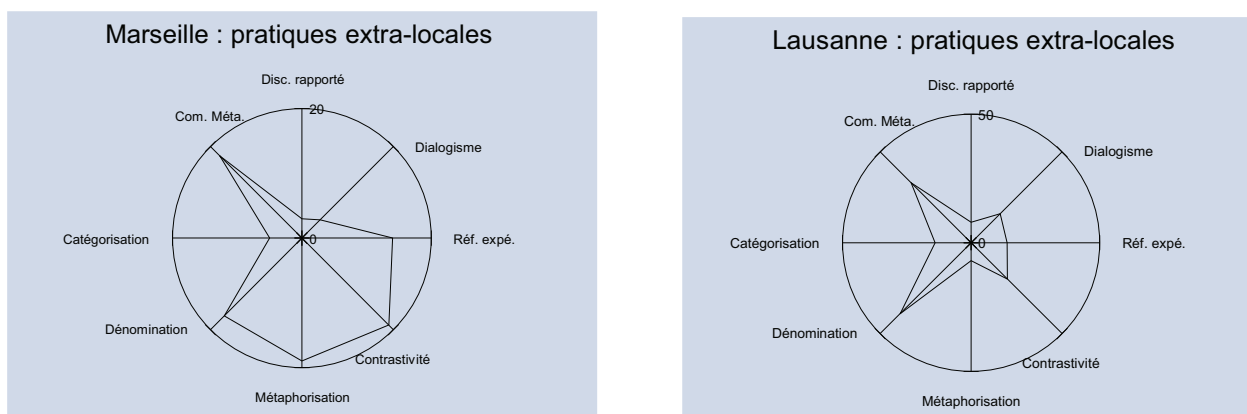 Marseille : pratiques extra-locales
Disc. rapporté
20
Com. Méta.
Dialogisme
Catégorisation
0
Réf. expé.
Dénomination
Contrastivité
Métaphorisation
Lausanne : pratiques extra-locales
Disc. rapporté
50
Com. Méta.
Dialogisme
Catégorisation
0
Réf. expé.
Dénomination
Contrastivité
Métaphorisation